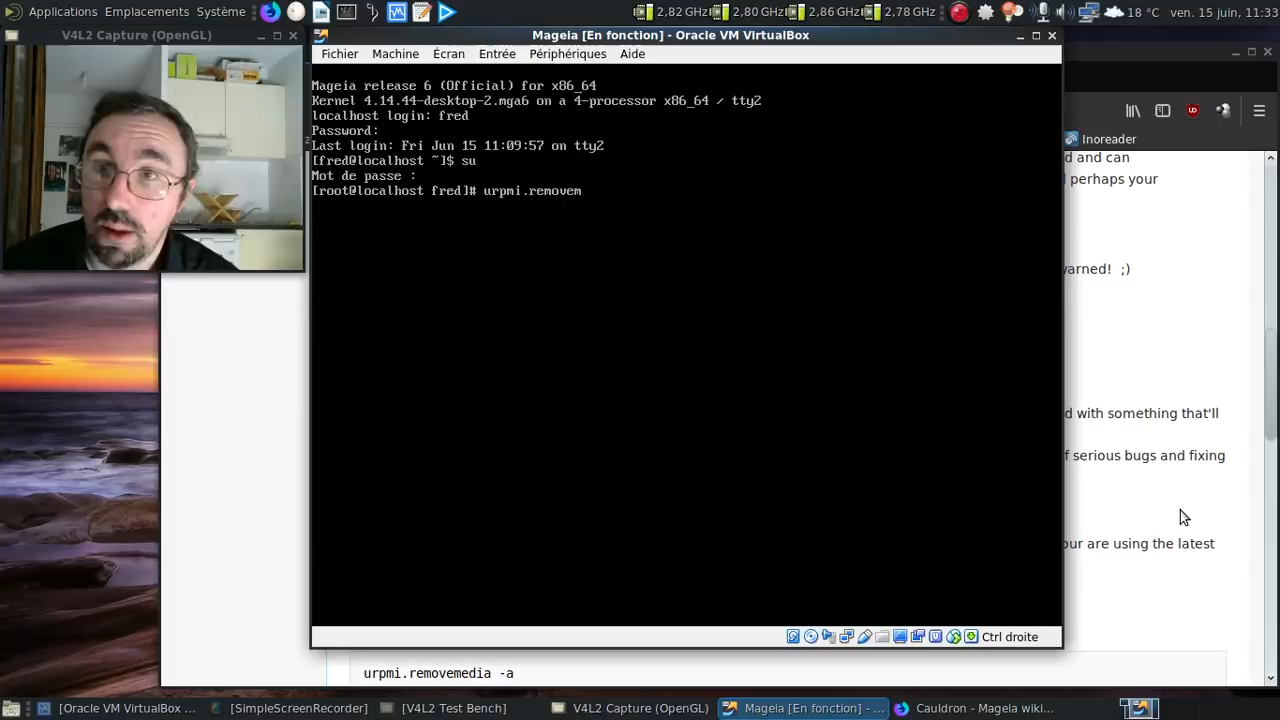 Applications Emplacements Système
2,82 GHz 2,80 GHz 2,86 GHz 2,78 GHz 18 °C ven. 15 juin, 11:33
V4L2 Capture (OpenGL)
Mageia [En fonction] - Oracle VM VirtualBox
Fichier Machine Écran Entrée Périphériques Aide
Mageia release 6 (Official) for x86_64
Kernel 4.14.44-desktop-2.mga6 on a 4-processor x86_64 / tty2
localhost login: fred
Password:
Last login: Fri Jun 15 11:09:57 on tty2
[fred@localhost ~]$ su
Mot de passe :
[root@localhost fred]# urpmi.removem
Inoreader
d and can
perhaps your
warned! ;)
d with something that'll
f serious bugs and fixing
our are using the latest
Ctrl droite
urpmi.removemedia -a
[Oracle VM VirtualBox ... [SimpleScreenRecorder] [V4L2 Test Bench] V4L2 Capture (OpenGL) Mageia [En fonction] - ... Cauldron - Mageia wiki...